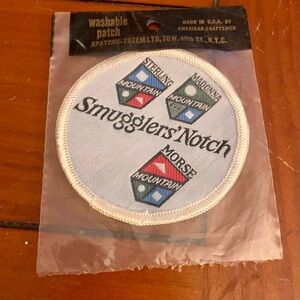 washable
patch
MADE IN U.S.A. BY
AMERICAN CRAFTSMEN
APATCHE-TOTEM LTD., 70 W. 40th ST., N.Y.C.
STERLING
MOUNTAIN
MADONNA
MOUNTAIN
Smugglers' Notch
MORSE
MOUNTAIN